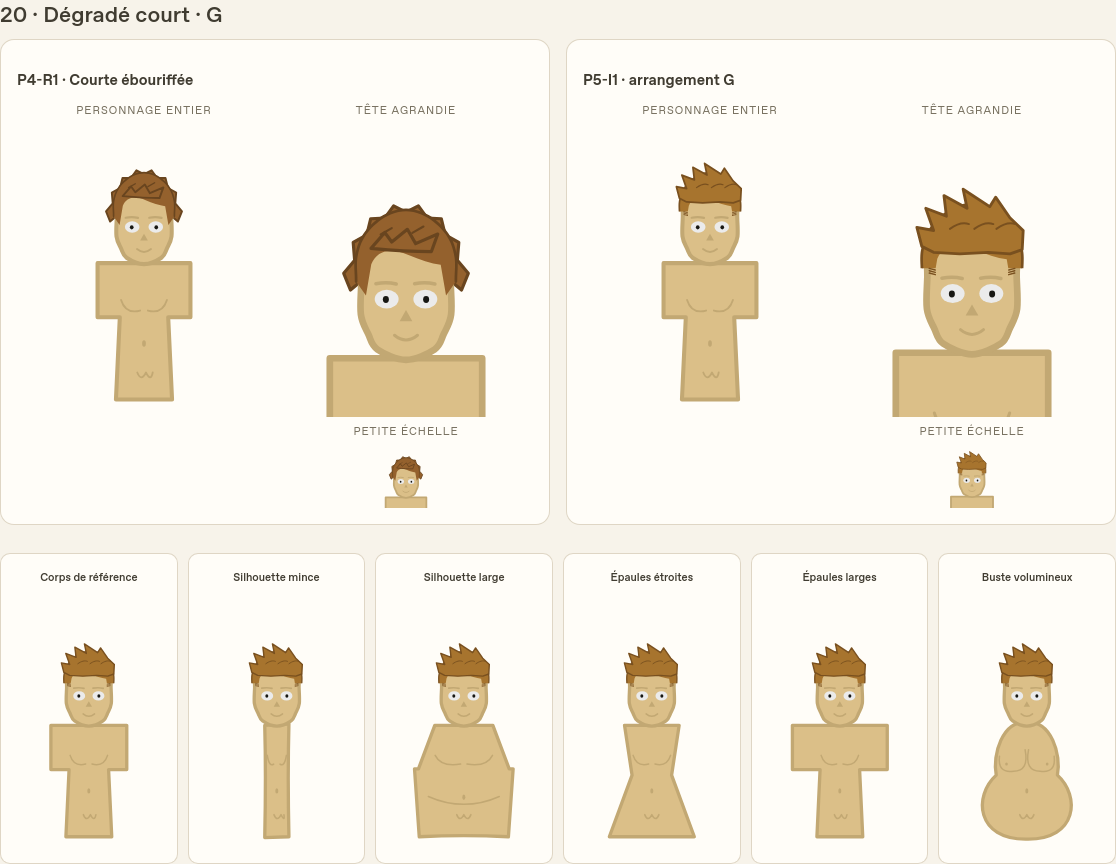 20 · Dégradé court · G
P4-R1 · Courte ébouriffée
PERSONNAGE ENTIER
TÊTE AGRANDIE
PETITE ÉCHELLE
P5-I1 · arrangement G
PERSONNAGE ENTIER
TÊTE AGRANDIE
PETITE ÉCHELLE
Corps de référence
Silhouette mince
Silhouette large
Épaules étroites
Épaules larges
Buste volumineux